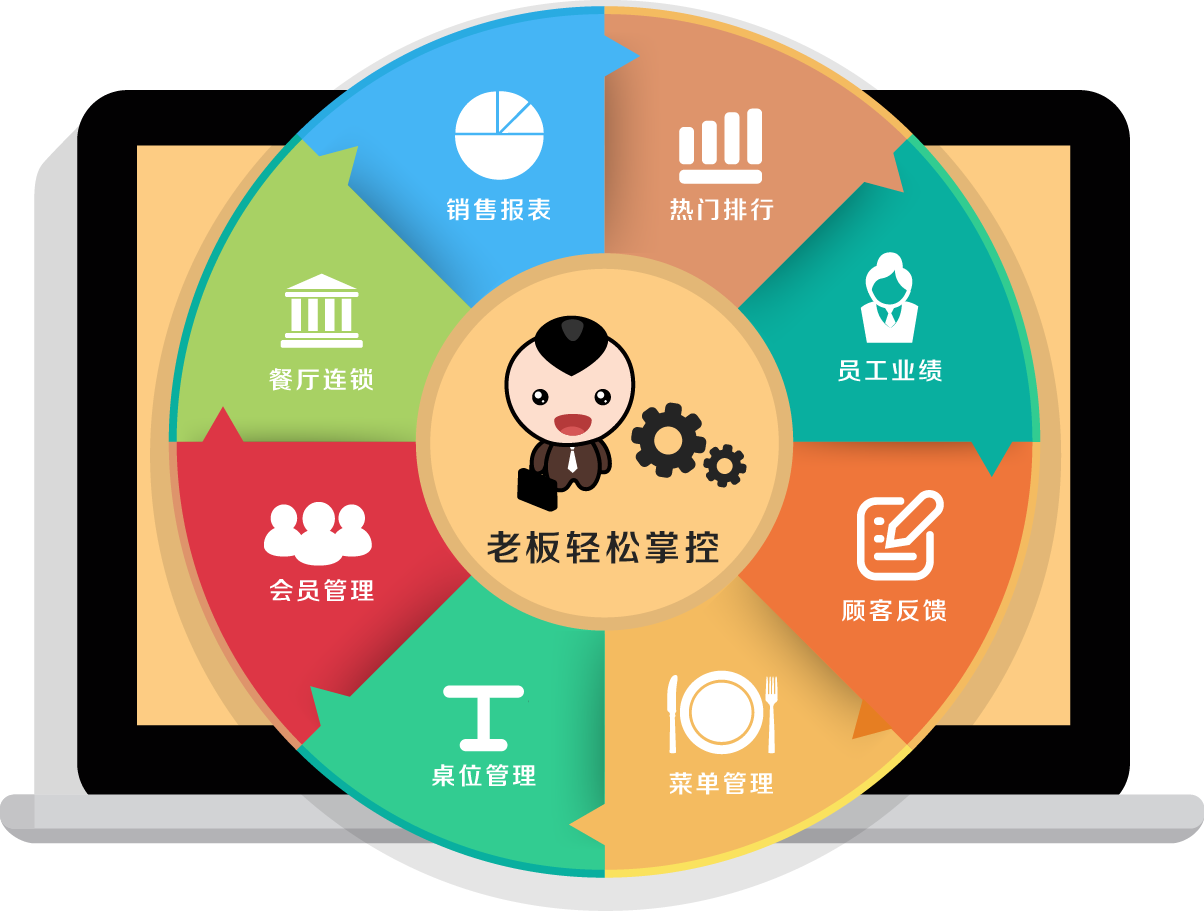 销售报表
热门排行
员工业绩
顾客反馈
菜单管理
桌位管理
会员管理
餐厅连锁
老板轻松掌控